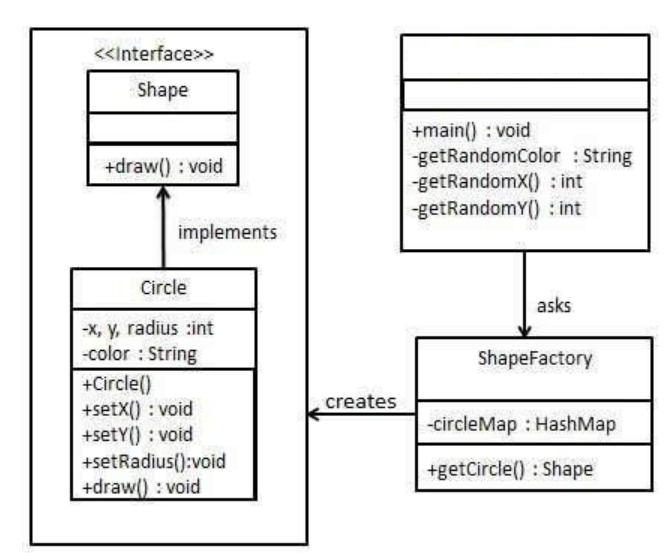 <<Interface>>
Shape
+draw() : void
implements
Circle
-x, y, radius :int
-color : String
+Circle()
+setX() : void
+setY() : void
+setRadius():void
+draw() : void
+main() : void
-getRandomColor : String
-getRandomX() : int
-getRandomY() : int
asks
ShapeFactory
-circleMap : HashMap
+getCircle() : Shape
creates